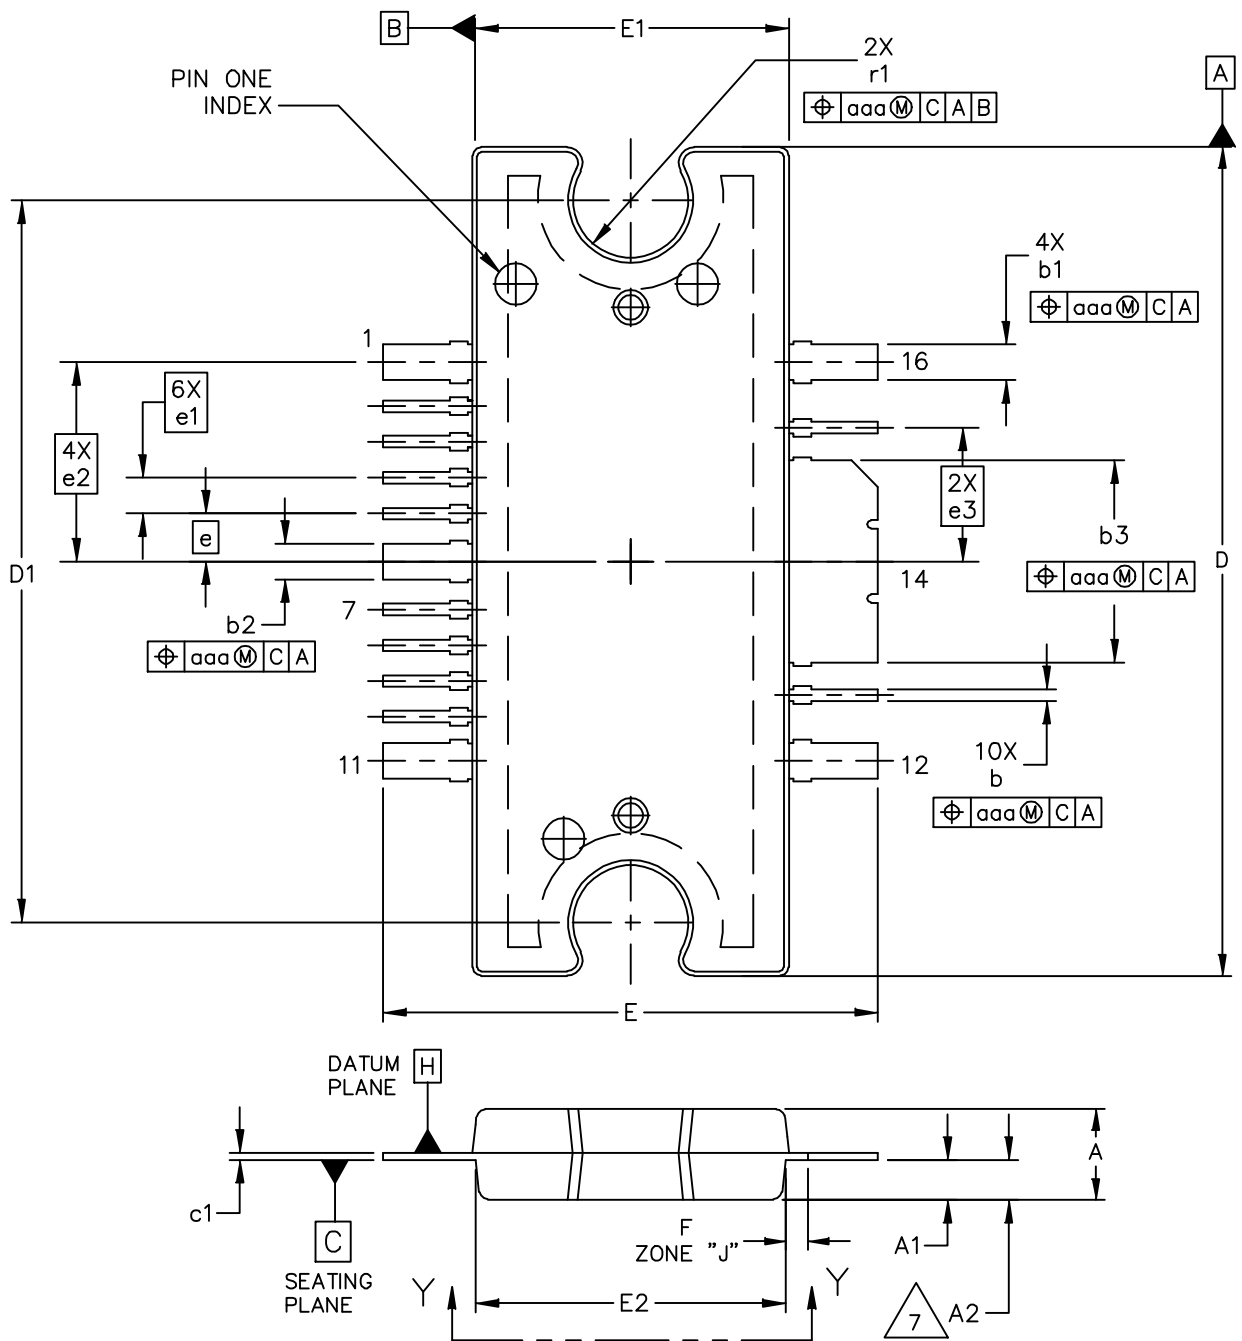 B
E1
2X
r1
⌖ aaa Ⓜ C A B
A
PIN ONE
INDEX
4X
b1
⌖ aaa Ⓜ C A
1
16
6X
e1
4X
e2
2X
e3
e
b3
⌖ aaa Ⓜ C A
D1
D
14
7
b2
⌖ aaa Ⓜ C A
11
12
10X
b
⌖ aaa Ⓜ C A
E
DATUM
PLANE
H
A
c1
C
SEATING
PLANE
F
ZONE "J"
A1
Y
E2
Y
7
A2